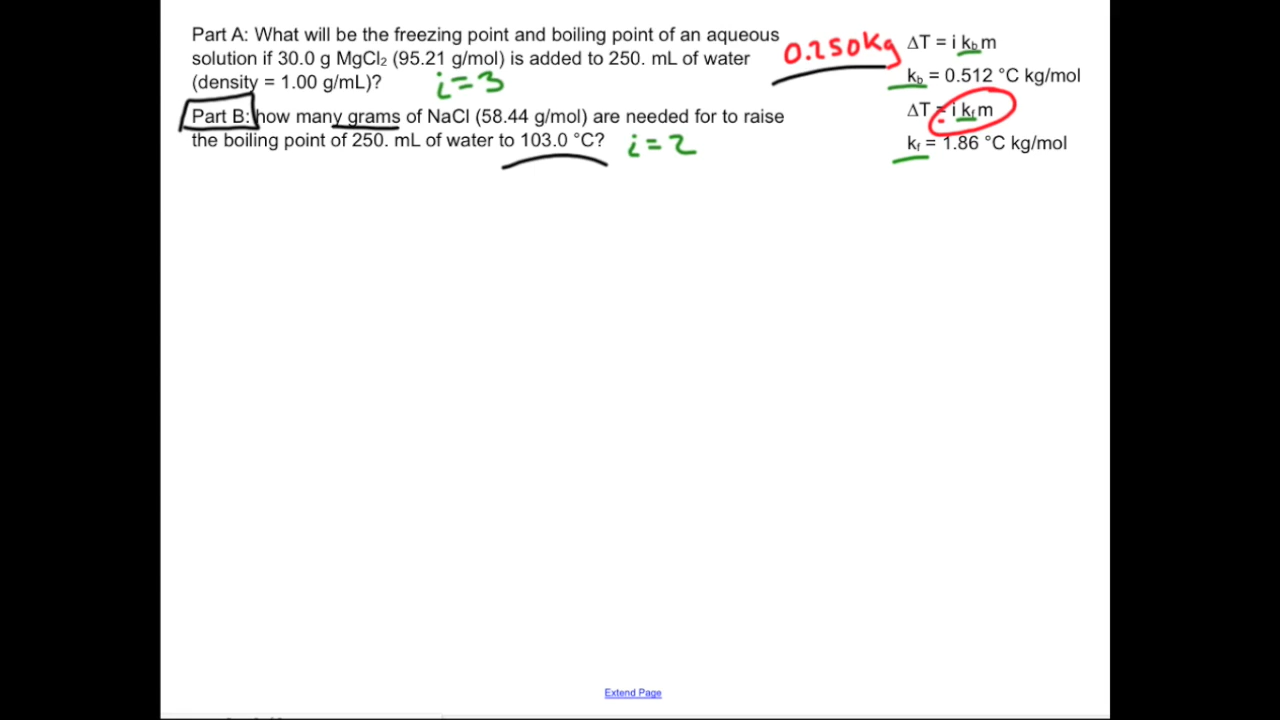 Part A: What will be the freezing point and boiling point of an aqueous
solution if 30.0 g MgCl₂ (95.21 g/mol) is added to 250. mL of water
(density = 1.00 g/mL)?
i=3
0.250Kg
Part B: how many grams of NaCl (58.44 g/mol) are needed for to raise
the boiling point of 250. mL of water to 103.0 °C?
i=2
ΔT = i k_b m
k_b = 0.512 °C kg/mol
ΔT = i k_f m
k_f = 1.86 °C kg/mol
Extend Page